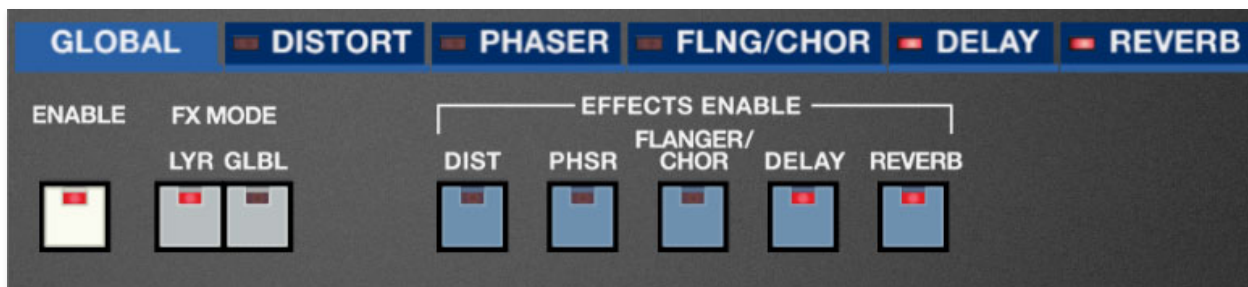 GLOBAL DISTORT PHASER FLNG/CHOR DELAY REVERB
ENABLE FX MODE EFFECTS ENABLE
LYR GLBL DIST PHSR FLANGER/
CHOR DELAY REVERB